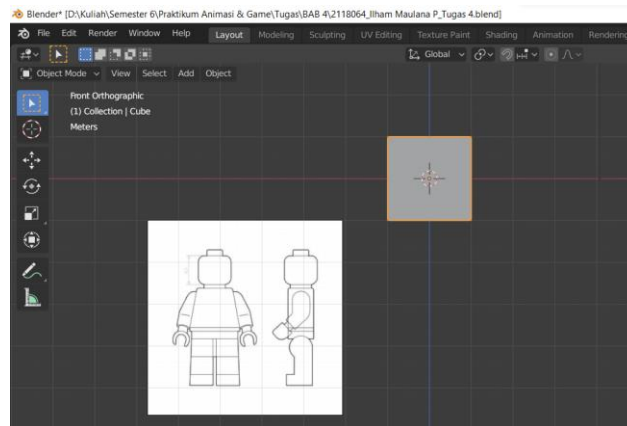 Blender* [D:\Kuliah\Semester 6\Praktikum Animasi & Game\Tugas\BAB 4\2118064_Ilham Maulana P_Tugas 4.blend]
File Edit Render Window Help Layout Modeling Sculpting UV Editing Texture Paint Shading Animation Rendering
Global
Object Mode View Select Add Object
Front Orthographic
(1) Collection | Cube
Meters